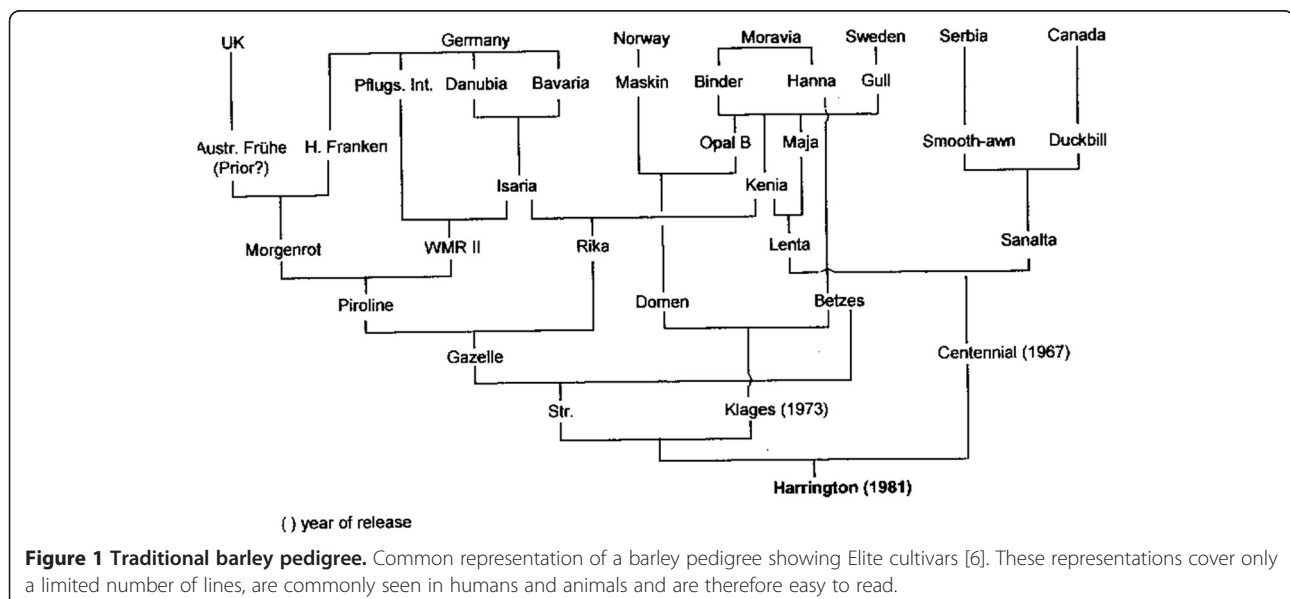 UK Germany Norway Moravia Sweden Serbia Canada
Pflugs. Int. Danubia Bavaria Maskin Binder Hanna Gull
Austr. Frühe H. Franken Opal B Maja Smooth-awn Duckbill
(Prior?)
Isaria Kenia
Morgenrot WMR II Rika Lenta Sanalta
Piroline Domen Betzes
Gazelle Centennial (1967)
Str. Klages (1973)
Harrington (1981)
( ) year of release
Figure 1 Traditional barley pedigree. Common representation of a barley pedigree showing Elite cultivars [6]. These representations cover only
a limited number of lines, are commonly seen in humans and animals and are therefore easy to read.